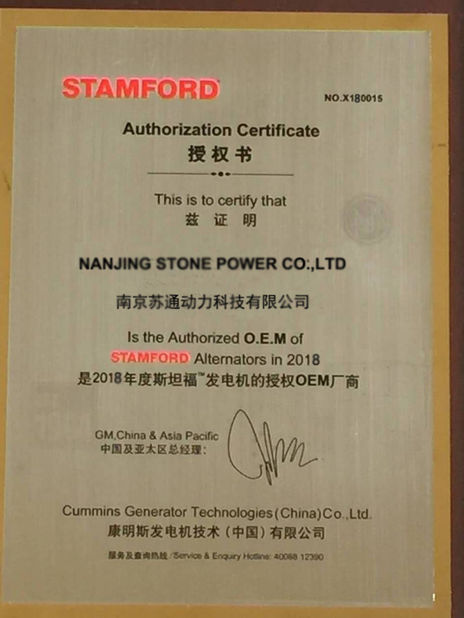 STAMFORD
NO.X180015
Authorization Certificate
授权书
This is to certify that
兹 证 明
NANJING STONE POWER CO.,LTD
南京苏通动力科技有限公司
Is the Authorized O.E.M of
STAMFORD Alternators in 2018
是2018年度斯坦福™发电机的授权OEM厂商
GM,China & Asia Pacific
中国及亚太区总经理：
Cummins Generator Technologies (China) Co.,Ltd.
康明斯发电机技术（中国）有限公司
服务及查询热线 /Service & Enquiry Hotline: 40088 12390